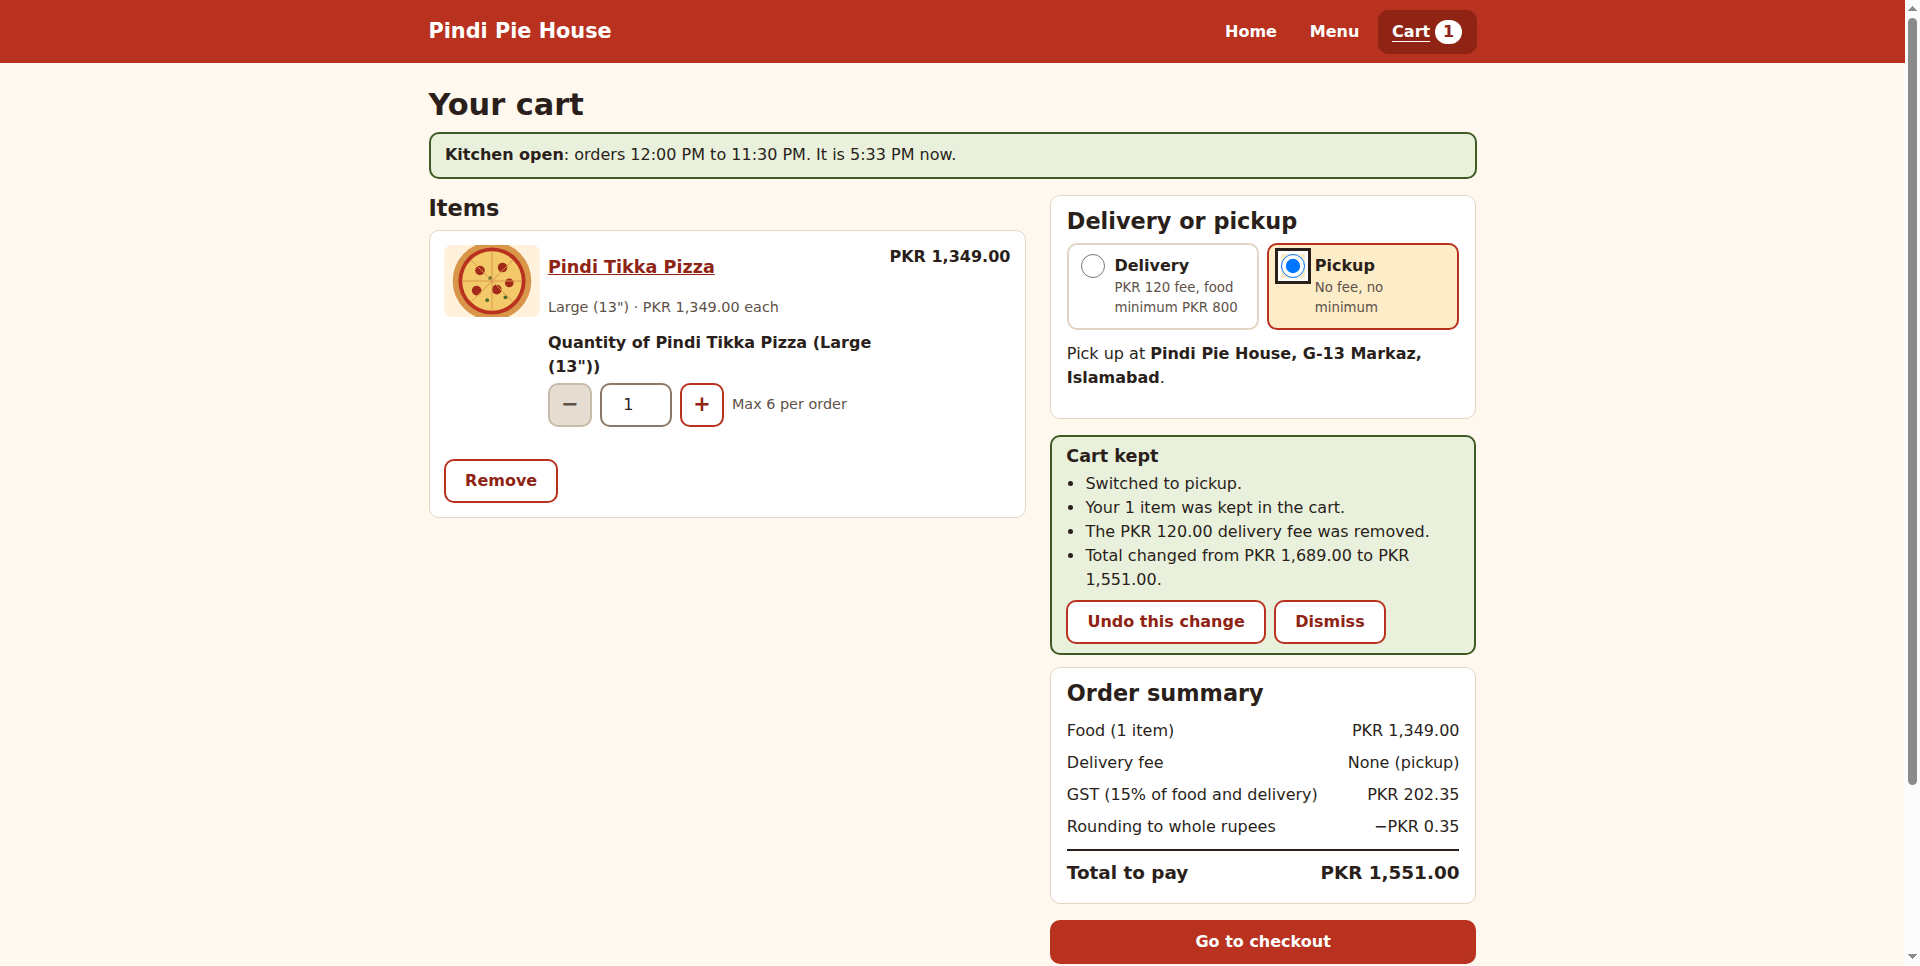 Pindi Pie House
Home
Menu
Cart 1
Your cart
Kitchen open: orders 12:00 PM to 11:30 PM. It is 5:33 PM now.
Items
Pindi Tikka Pizza
PKR 1,349.00
Large (13") · PKR 1,349.00 each
Quantity of Pindi Tikka Pizza (Large
(13"))
− 1 + Max 6 per order
Remove
Delivery or pickup
Delivery
PKR 120 fee, food
minimum PKR 800
Pickup
No fee, no
minimum
Pick up at Pindi Pie House, G-13 Markaz,
Islamabad.
Cart kept
• Switched to pickup.
• Your 1 item was kept in the cart.
• The PKR 120.00 delivery fee was removed.
• Total changed from PKR 1,689.00 to PKR
1,551.00.
Undo this change
Dismiss
Order summary
Food (1 item) PKR 1,349.00
Delivery fee None (pickup)
GST (15% of food and delivery) PKR 202.35
Rounding to whole rupees −PKR 0.35
Total to pay PKR 1,551.00
Go to checkout